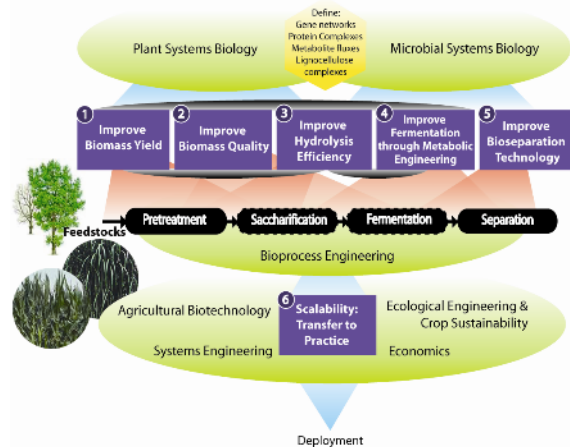 Define:
Gene networks
Protein Complexes
Metabolite fluxes
Lignocellulose
complexes
Plant Systems Biology
Microbial Systems Biology
1
Improve
Biomass Yield
2
Improve
Biomass Quality
3
Improve
Hydrolysis
Efficiency
4
Improve
Fermentation
through Metabolic
Engineering
5
Improve
Bioseparation
Technology
Feedstocks
Pretreatment
Saccharification
Fermentation
Separation
Bioprocess Engineering
6
Scalability:
Transfer to
Practice
Agricultural Biotechnology
Ecological Engineering &
Crop Sustainability
Systems Engineering
Economics
Deployment